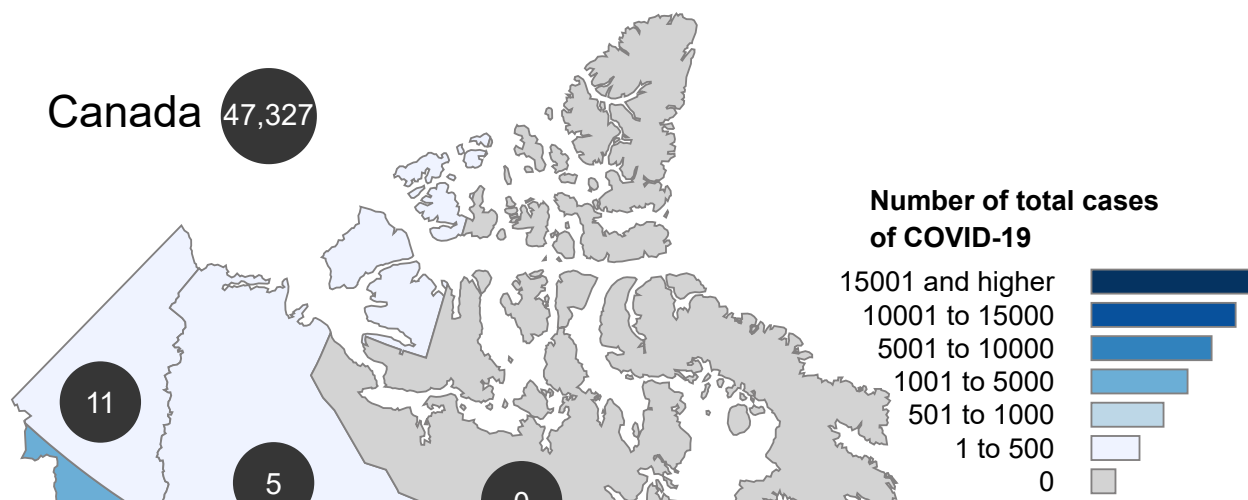 Canada 47,327
Number of total cases
of COVID-19
15001 and higher
10001 to 15000
5001 to 10000
1001 to 5000
501 to 1000
1 to 500
0
11
5
0